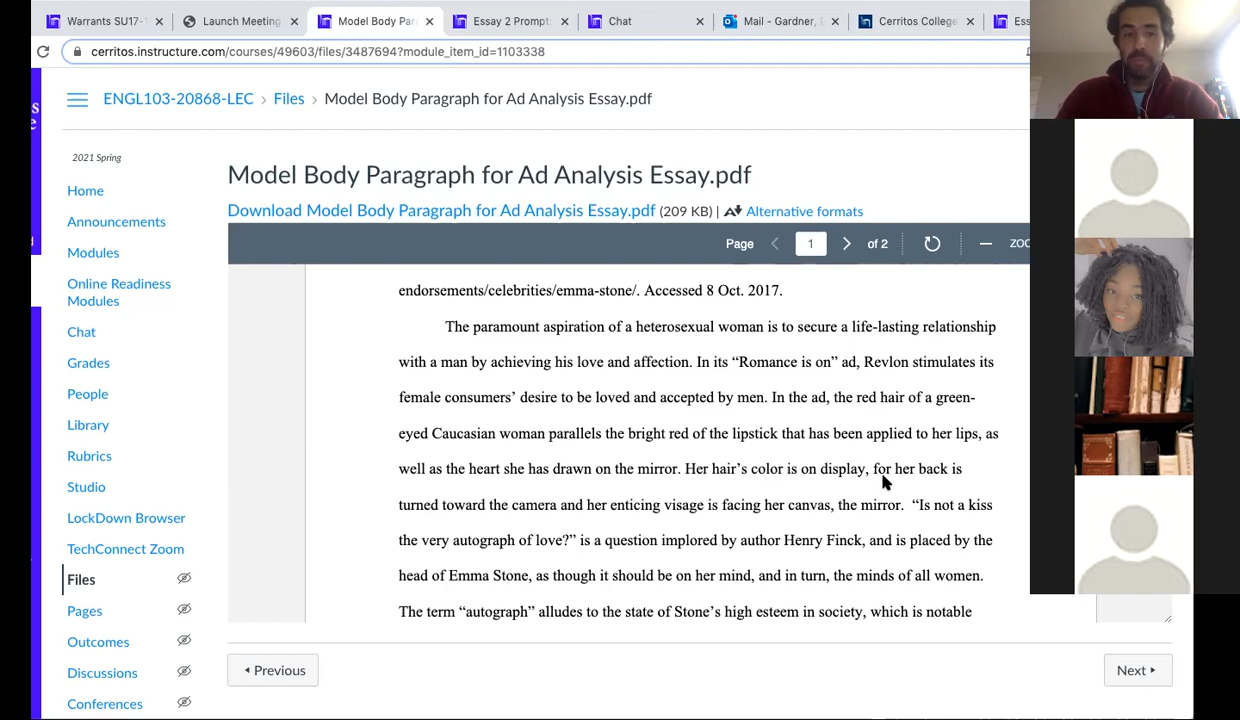 Warrants SU17-
Launch Meeting
Model Body Par
Essay 2 Prompt
Chat
Mail - Gardner,
Cerritos College
Ess
cerritos.instructure.com/courses/49603/files/3487694?module_item_id=1103338
ENGL103-20868-LEC > Files > Model Body Paragraph for Ad Analysis Essay.pdf
2021 Spring
Home
Announcements
Modules
Online Readiness
Modules
Chat
Grades
People
Library
Rubrics
Studio
LockDown Browser
TechConnect Zoom
Files
Pages
Outcomes
Discussions
Conferences
Model Body Paragraph for Ad Analysis Essay.pdf
Download Model Body Paragraph for Ad Analysis Essay.pdf (209 KB) | Alternative formats
Page < 1 > of 2 — ZOO
endorsements/celebrities/emma-stone/. Accessed 8 Oct. 2017.
The paramount aspiration of a heterosexual woman is to secure a life-lasting relationship
with a man by achieving his love and affection. In its “Romance is on” ad, Revlon stimulates its
female consumers’ desire to be loved and accepted by men. In the ad, the red hair of a green-
eyed Caucasian woman parallels the bright red of the lipstick that has been applied to her lips, as
well as the heart she has drawn on the mirror. Her hair’s color is on display, for her back is
turned toward the camera and her enticing visage is facing her canvas, the mirror. “Is not a kiss
the very autograph of love?” is a question implored by author Henry Finck, and is placed by the
head of Emma Stone, as though it should be on her mind, and in turn, the minds of all women.
The term “autograph” alludes to the state of Stone’s high esteem in society, which is notable
Previous
Next